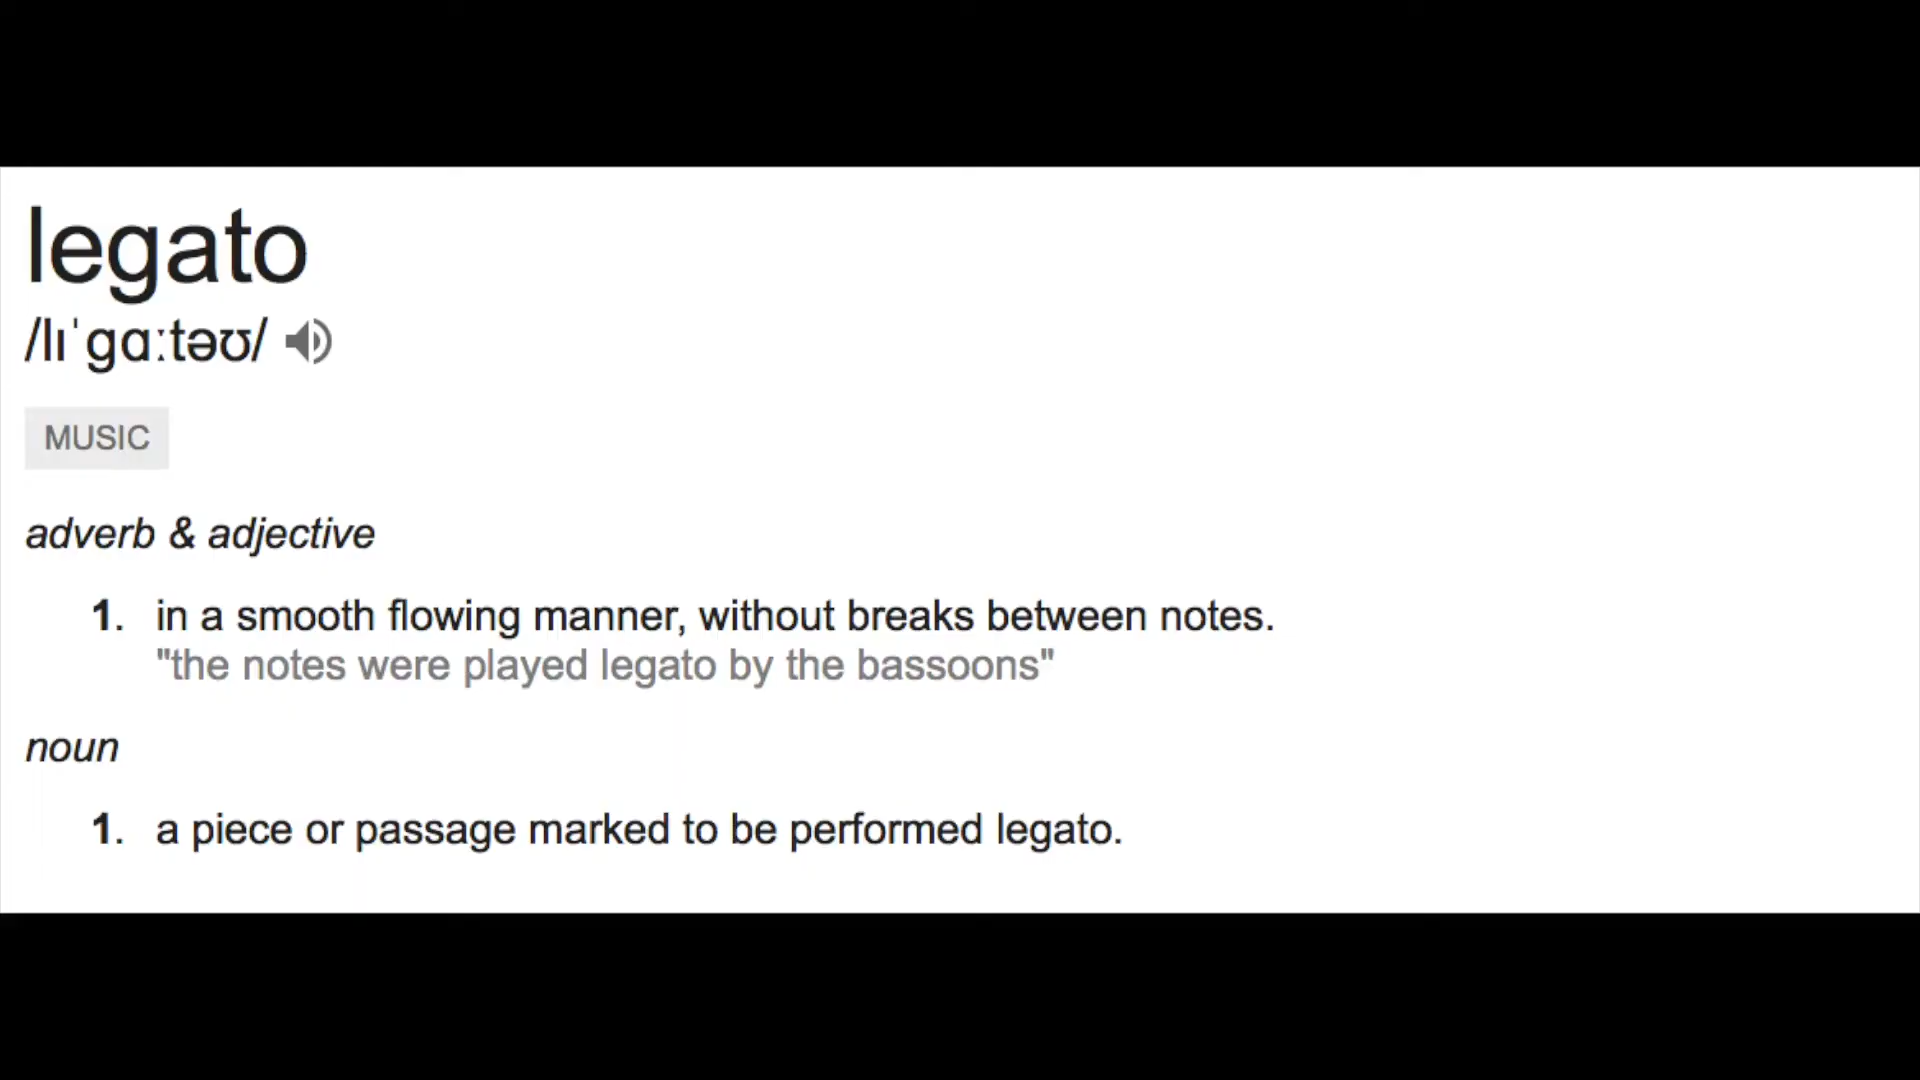 legato
/lɪˈɡɑːtəʊ/
MUSIC
adverb & adjective
1. in a smooth flowing manner, without breaks between notes.
"the notes were played legato by the bassoons"
noun
1. a piece or passage marked to be performed legato.